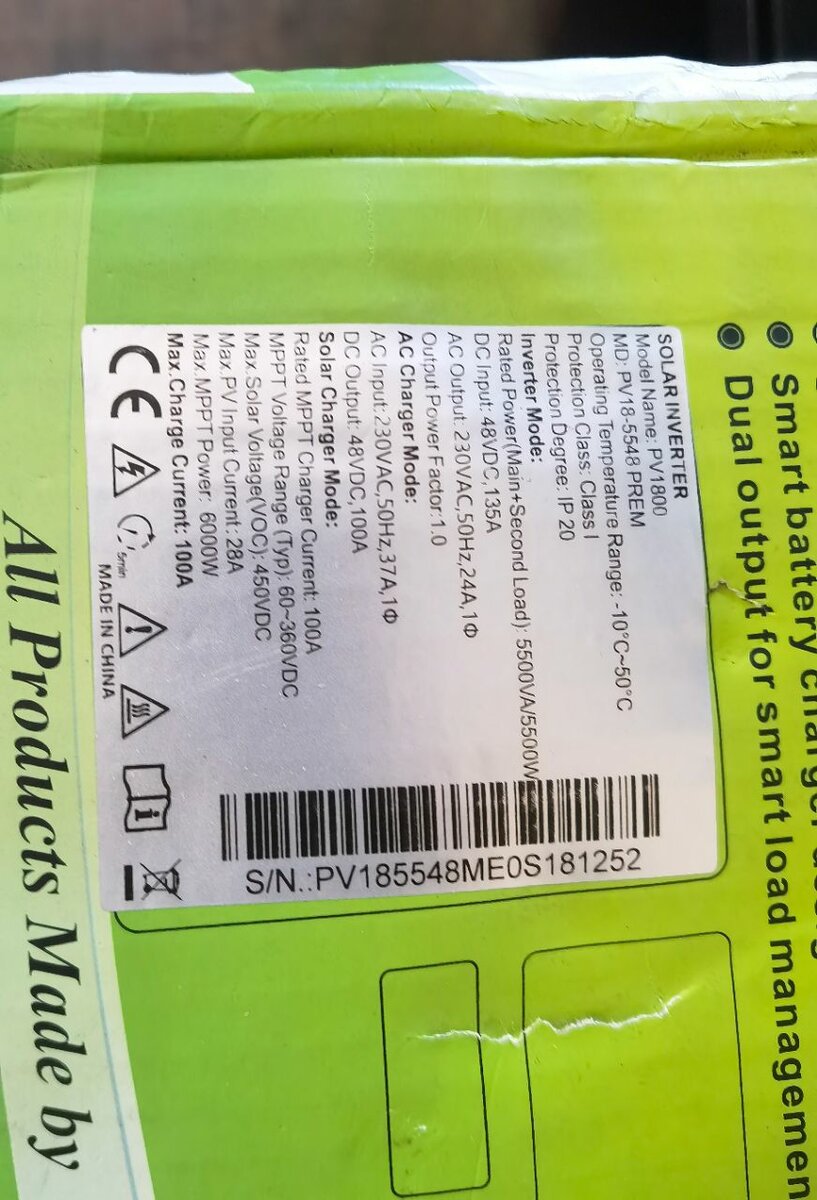 Smart battery charger
Dual output for smart load managemen
SOLAR INVERTER
Model Name: PV1800
MD: PV18-5548 PREM
Operating Temperature Range: -10°C~50°C
Protection Class: Class I
Protection Degree: IP 20
Inverter Mode:
Rated Power(Main+Second Load): 5500VA/5500W
DC Input: 48VDC,135A
AC Output: 230VAC,50Hz,24A,1Φ
Output Power Factor:1.0
AC Charger Mode:
AC Input:230VAC,50Hz,37A,1Φ
DC Output: 48VDC,100A
Solar Charger Mode:
Rated MPPT Charger Current: 100A
MPPT Voltage Range (Typ): 60~360VDC
Max.Solar Voltage(VOC): 450VDC
Max.PV Input Current: 28A
Max.MPPT Power: 6000W
Max.Charge Current: 100A
CE
5min
MADE IN CHINA
S/N.:PV185548ME0S181252
All Products Made by